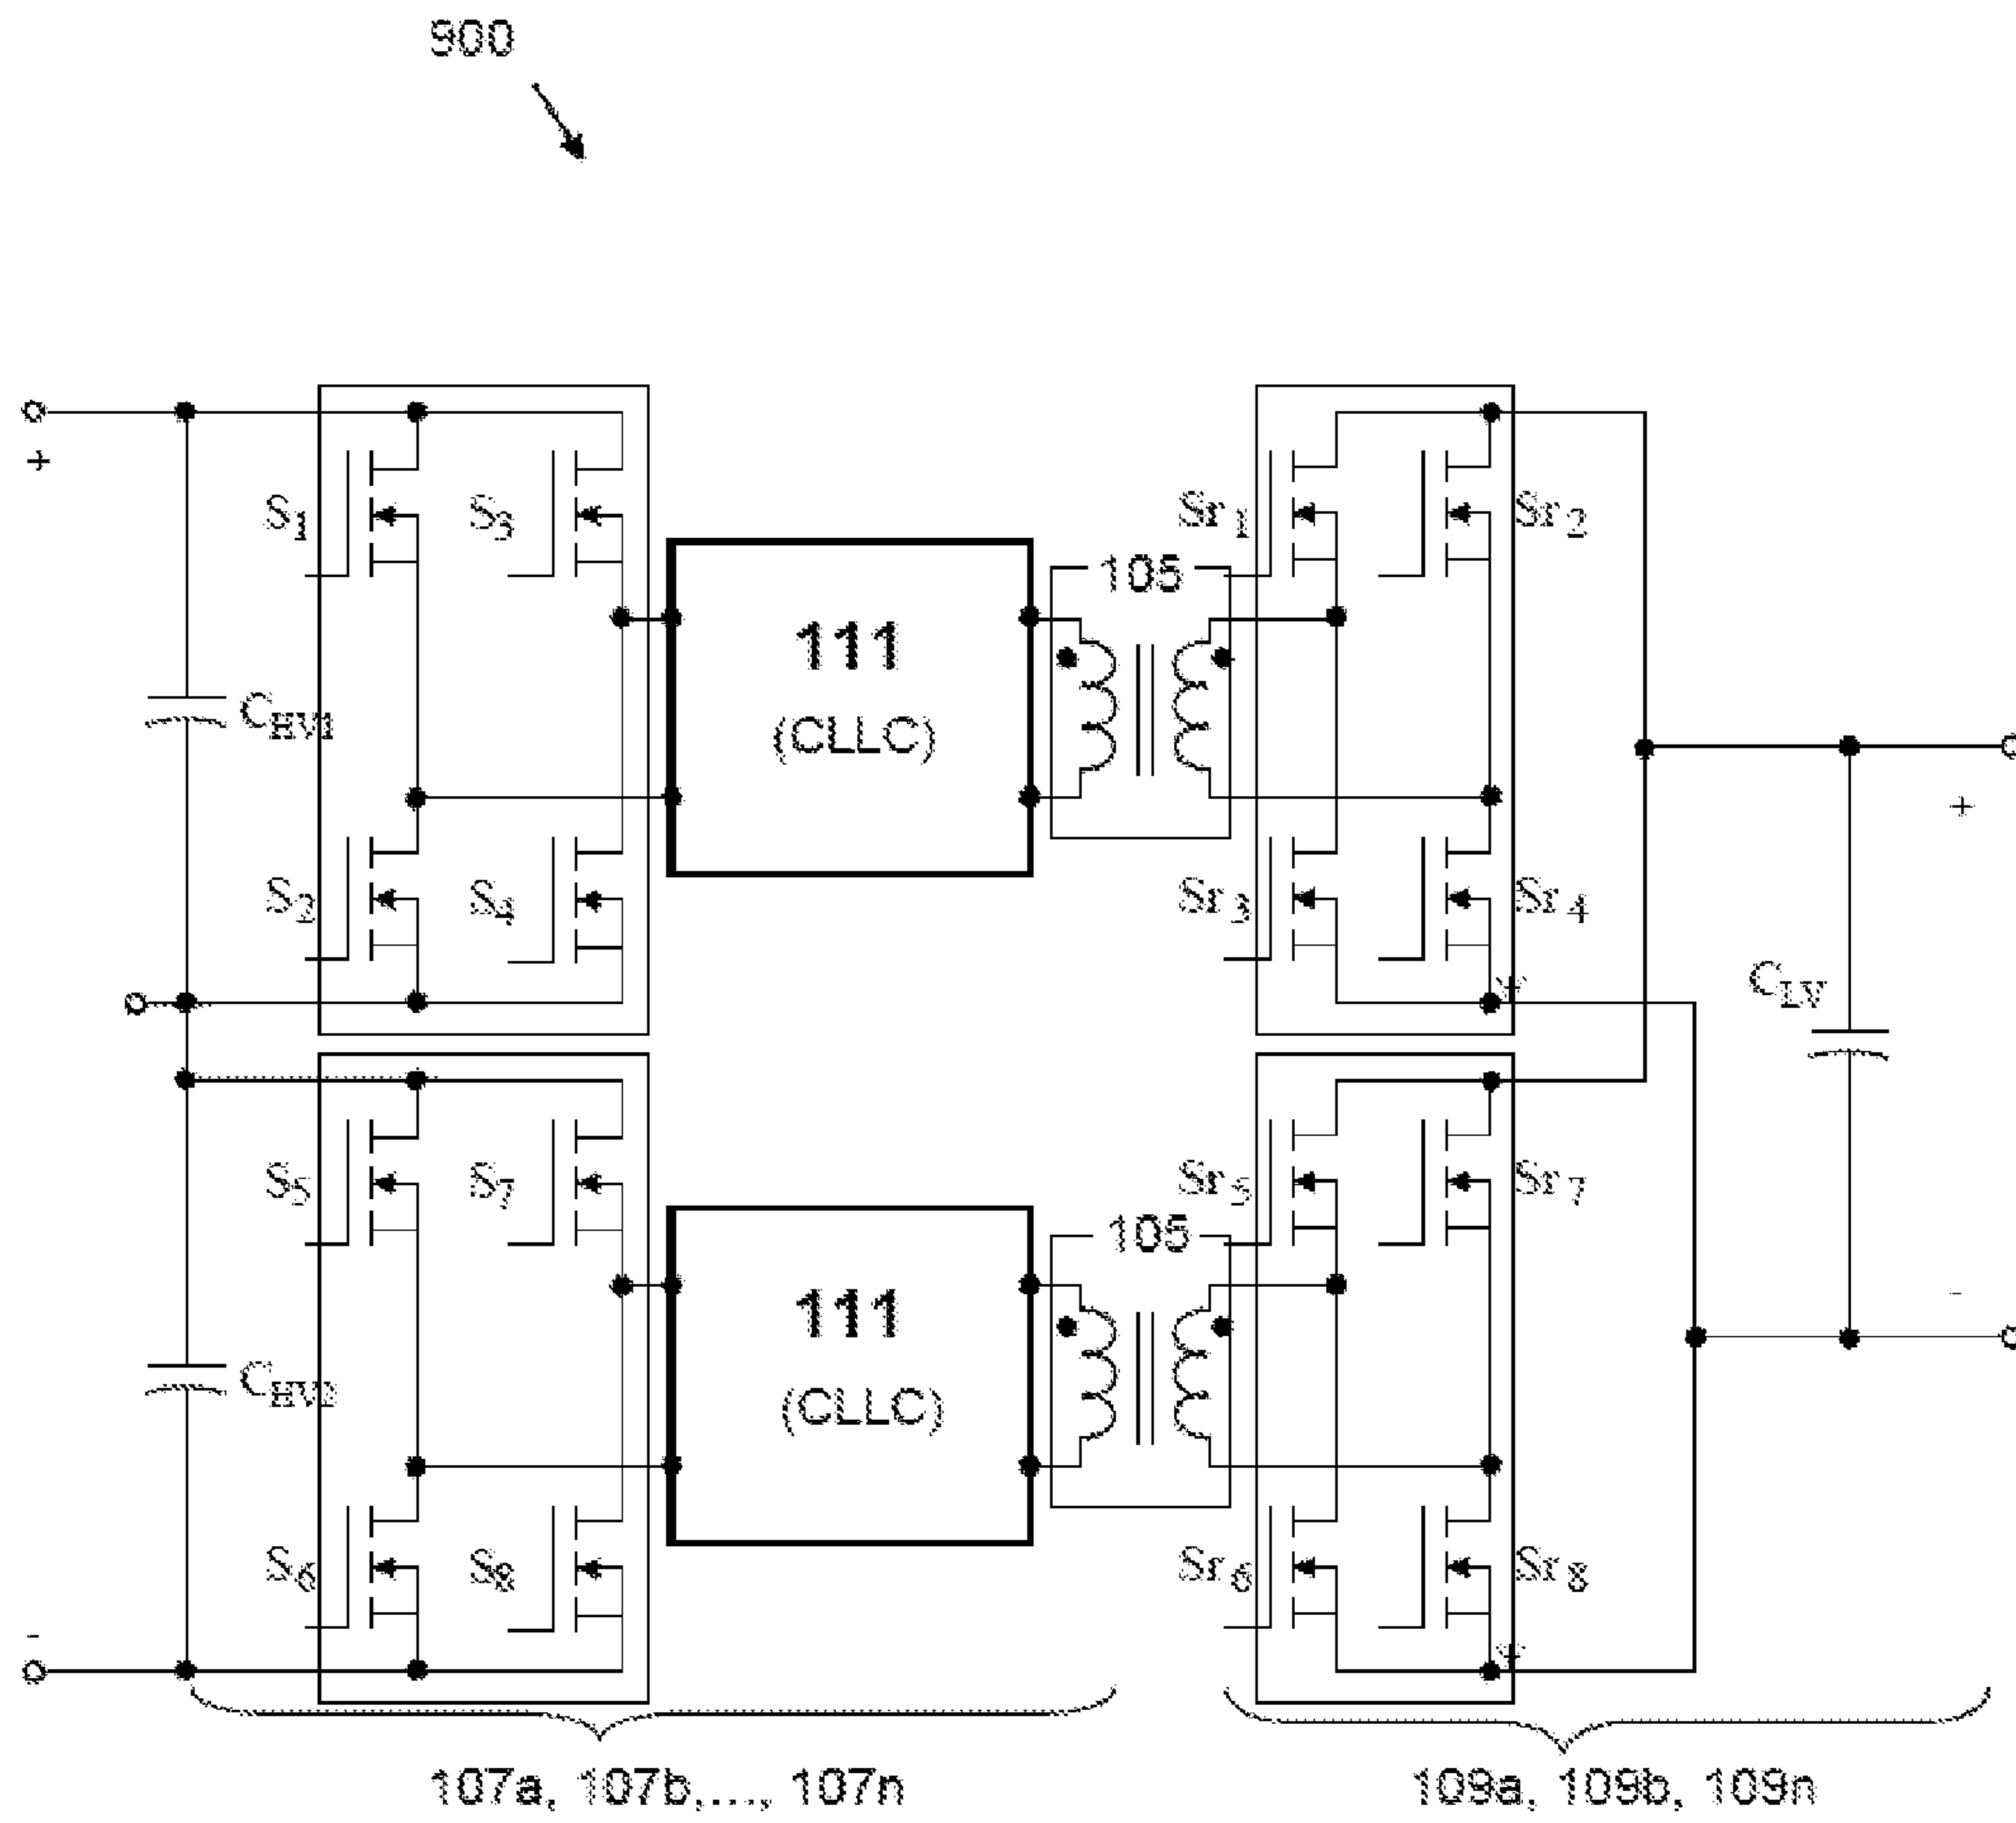 900
+
S1
S3
Sr1
Sr2
105
111
(CLLC)
CHV1
+
S2
S4
Sr3
Sr4
CLV
S5
S7
Sr5
Sr7
105
111
(CLLC)
-
CHV2
S6
S8
Sr6
Sr8
-
107a, 107b,..., 107n
109a, 109b, 109n